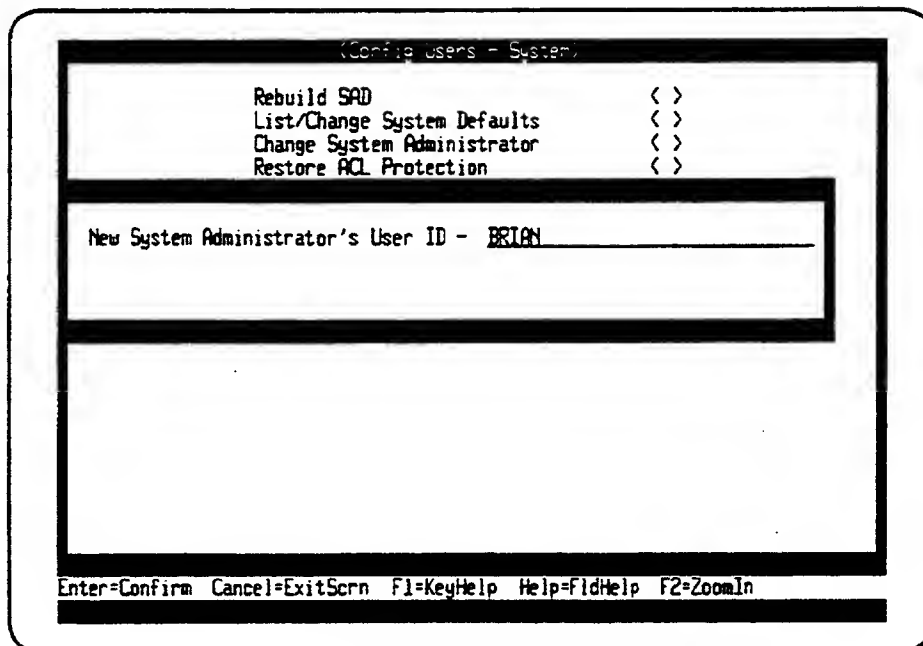 (Config Users - System)
Rebuild SAD < >
List/Change System Defaults < >
Change System Administrator < >
Restore ACL Protection < >
New System Administrator's User ID - BRIAN
Enter=Confirm Cancel=ExitScrn F1=KeyHelp Help=FldHelp F2=ZoomIn